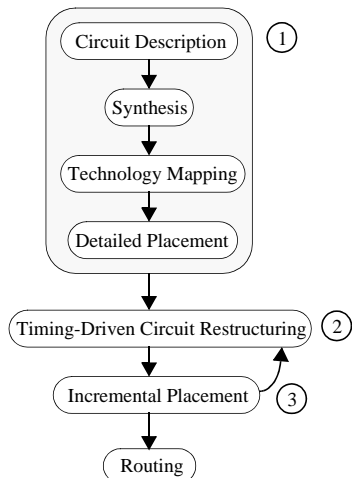 Circuit Description
1
Synthesis
Technology Mapping
Detailed Placement
Timing-Driven Circuit Restructuring
2
Incremental Placement
3
Routing